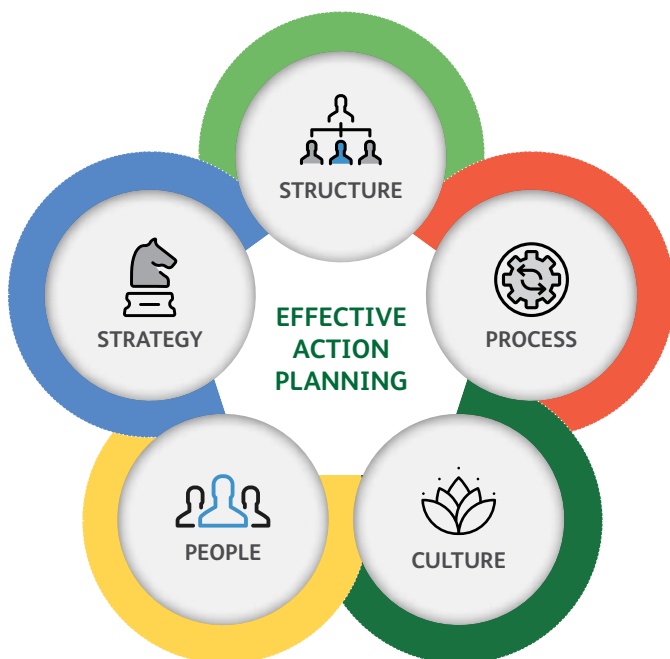 STRUCTURE
STRATEGY
PROCESS
EFFECTIVE
ACTION
PLANNING
PEOPLE
CULTURE